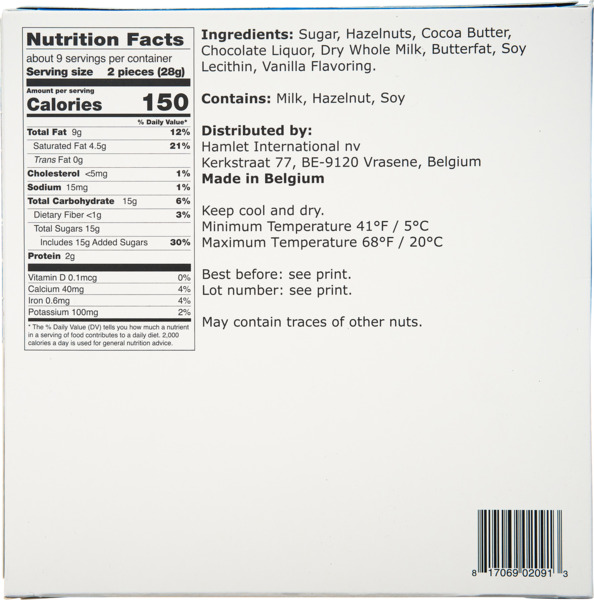 Nutrition Facts
about 9 servings per container
Serving size 2 pieces (28g)
Amount per serving
Calories 150
% Daily Value*
Total Fat 9g 12%
Saturated Fat 4.5g 21%
Trans Fat 0g
Cholesterol <5mg 1%
Sodium 15mg 1%
Total Carbohydrate 15g 6%
Dietary Fiber <1g 3%
Total Sugars 15g
Includes 15g Added Sugars 30%
Protein 2g
Vitamin D 0.1mcg 0%
Calcium 40mg 4%
Iron 0.6mg 4%
Potassium 100mg 2%
* The % Daily Value (DV) tells you how much a nutrient
in a serving of food contributes to a daily diet. 2,000
calories a day is used for general nutrition advice.
Ingredients: Sugar, Hazelnuts, Cocoa Butter,
Chocolate Liquor, Dry Whole Milk, Butterfat, Soy
Lecithin, Vanilla Flavoring.
Contains: Milk, Hazelnut, Soy
Distributed by:
Hamlet International nv
Kerkstraat 77, BE-9120 Vrasene, Belgium
Made in Belgium
Keep cool and dry.
Minimum Temperature 41°F / 5°C
Maximum Temperature 68°F / 20°C
Best before: see print.
Lot number: see print.
May contain traces of other nuts.
8 17069 02091 3